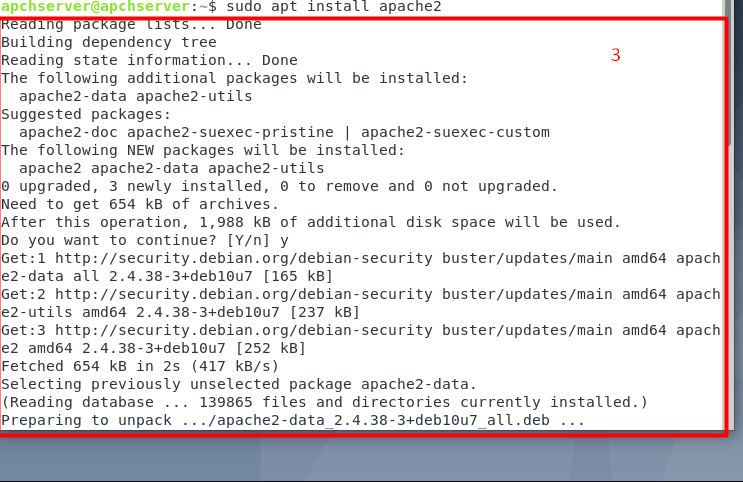 apchserver@apchserver:~$ sudo apt install apache2
Reading package lists... Done
Building dependency tree
3
Reading state information... Done
The following additional packages will be installed:
  apache2-data apache2-utils
Suggested packages:
  apache2-doc apache2-suexec-pristine | apache2-suexec-custom
The following NEW packages will be installed:
  apache2 apache2-data apache2-utils
0 upgraded, 3 newly installed, 0 to remove and 0 not upgraded.
Need to get 654 kB of archives.
After this operation, 1,988 kB of additional disk space will be used.
Do you want to continue? [Y/n] y
Get:1 http://security.debian.org/debian-security buster/updates/main amd64 apach
e2-data all 2.4.38-3+deb10u7 [165 kB]
Get:2 http://security.debian.org/debian-security buster/updates/main amd64 apach
e2-utils amd64 2.4.38-3+deb10u7 [237 kB]
Get:3 http://security.debian.org/debian-security buster/updates/main amd64 apach
e2 amd64 2.4.38-3+deb10u7 [252 kB]
Fetched 654 kB in 2s (417 kB/s)
Selecting previously unselected package apache2-data.
(Reading database ... 139865 files and directories currently installed.)
Preparing to unpack .../apache2-data_2.4.38-3+deb10u7_all.deb ...